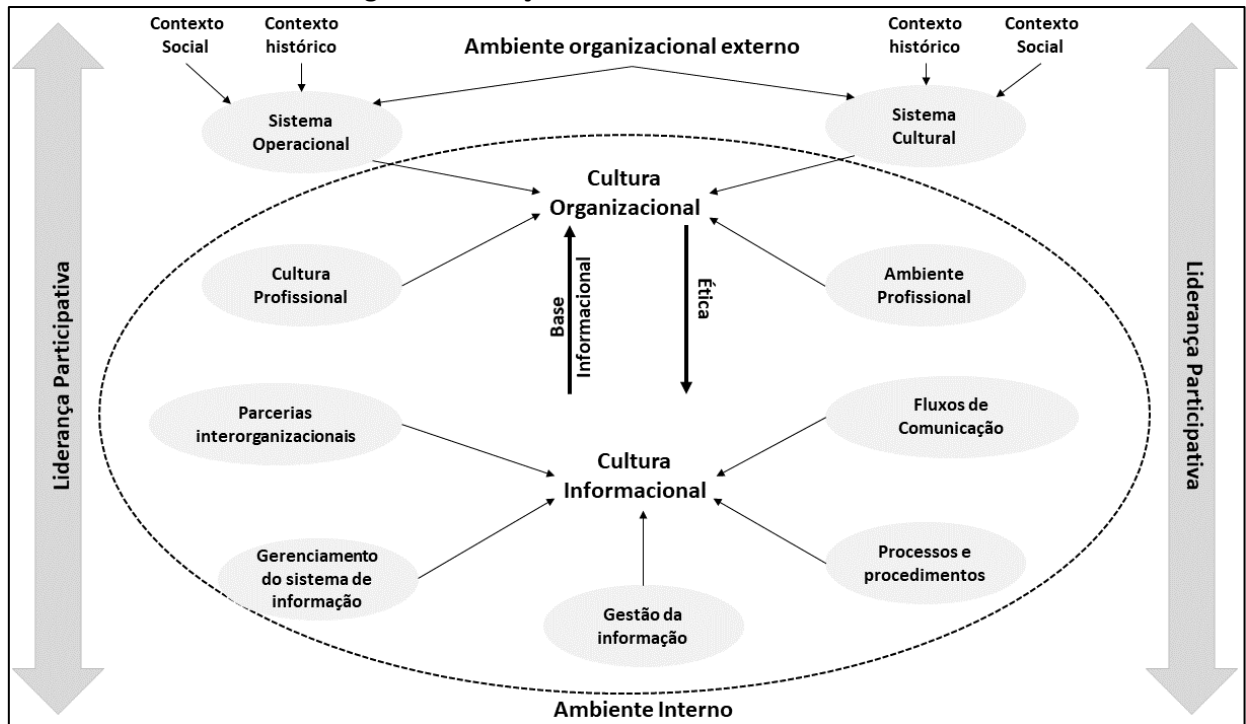 Contexto
Social
Contexto
histórico
Ambiente organizacional externo
Contexto
histórico
Contexto
Social
Sistema
Operacional
Sistema
Cultural
Cultura
Organizacional
Cultura
Profissional
Ambiente
Profissional
Base
Informacional
Ética
Liderança Participativa
Liderança Participativa
Parcerias
interorganizacionais
Fluxos de
Comunicação
Cultura
Informacional
Gerenciamento
do sistema de
informação
Processos e
procedimentos
Gestão da
informação
Ambiente Interno